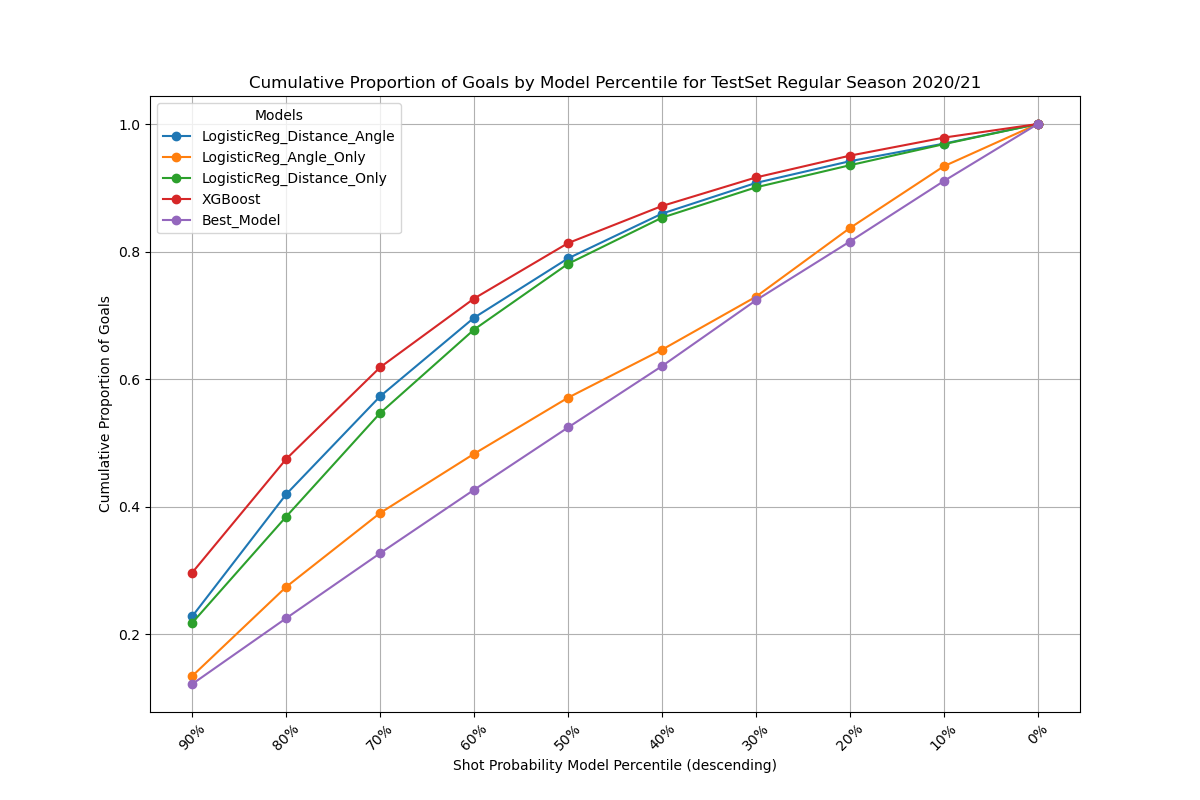 Cumulative Proportion of Goals by Model Percentile for TestSet Regular Season 2020/21
Models
LogisticReg_Distance_Angle
LogisticReg_Angle_Only
LogisticReg_Distance_Only
XGBoost
Best_Model
Cumulative Proportion of Goals
1.0
0.8
0.6
0.4
0.2
90%
80%
70%
60%
50%
40%
30%
20%
10%
0%
Shot Probability Model Percentile (descending)